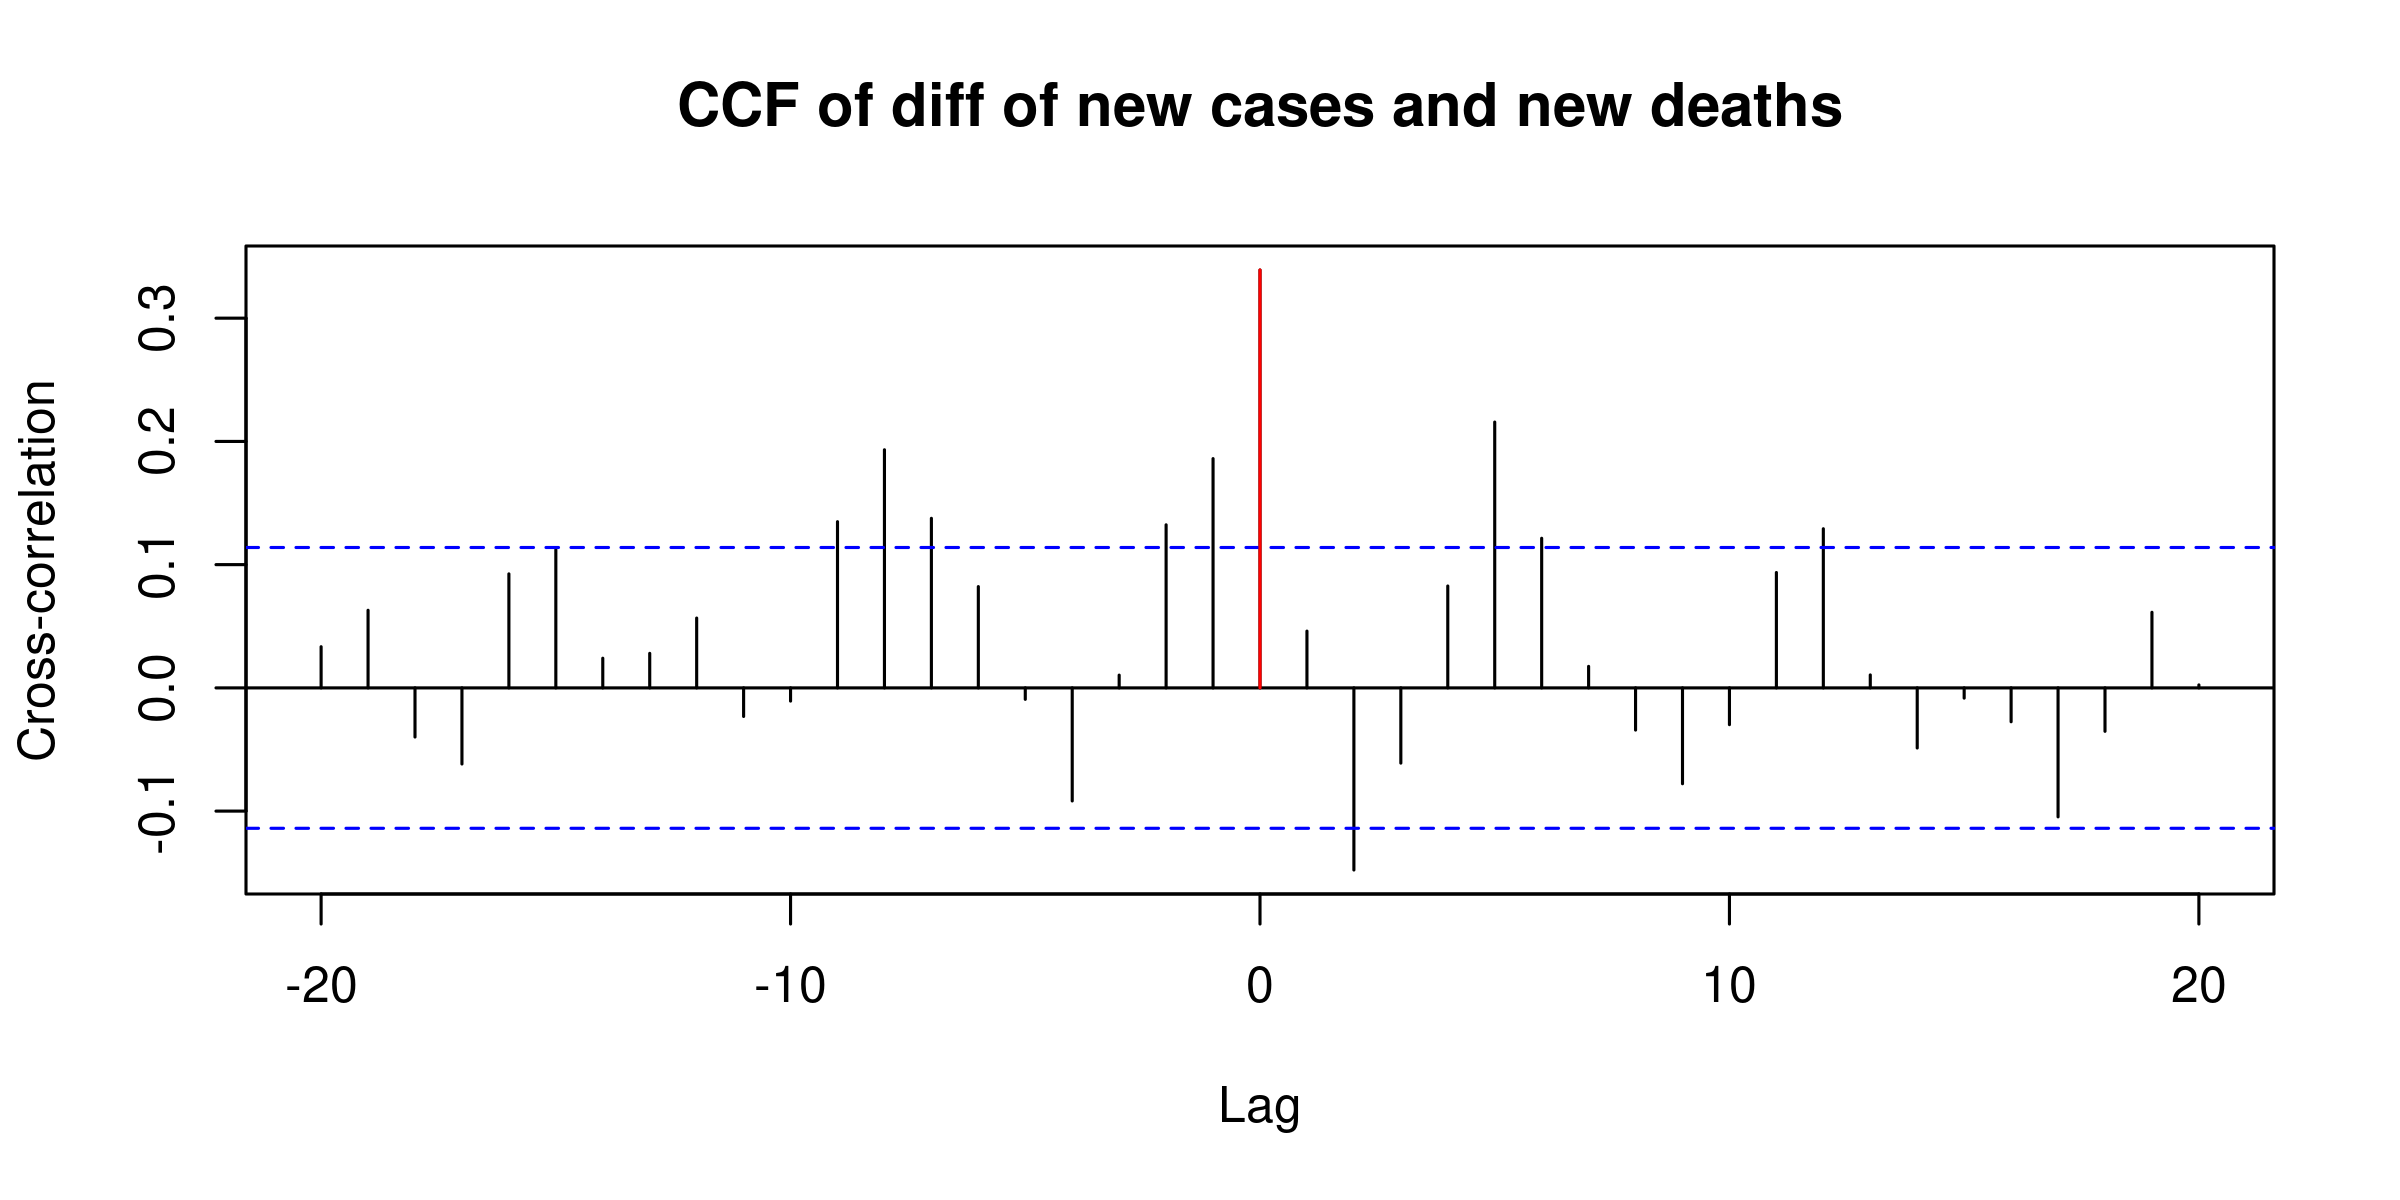 CCF of diff of new cases and new deaths
Cross-correlation
0.3
0.2
0.1
0.0
-0.1
-20 -10 0 10 20
Lag